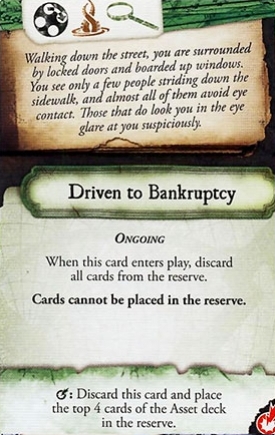 Walking down the street, you are surrounded
by locked doors and boarded up windows.
You see only a few people striding down the
sidewalk, and almost all of them avoid eye
contact. Those that do look you in the eye
glare at you suspiciously.
Driven to Bankruptcy
ONGOING
When this card enters play, discard
all cards from the reserve.
Cards cannot be placed in the reserve.
: Discard this card and place
the top 4 cards of the Asset deck
in the reserve.